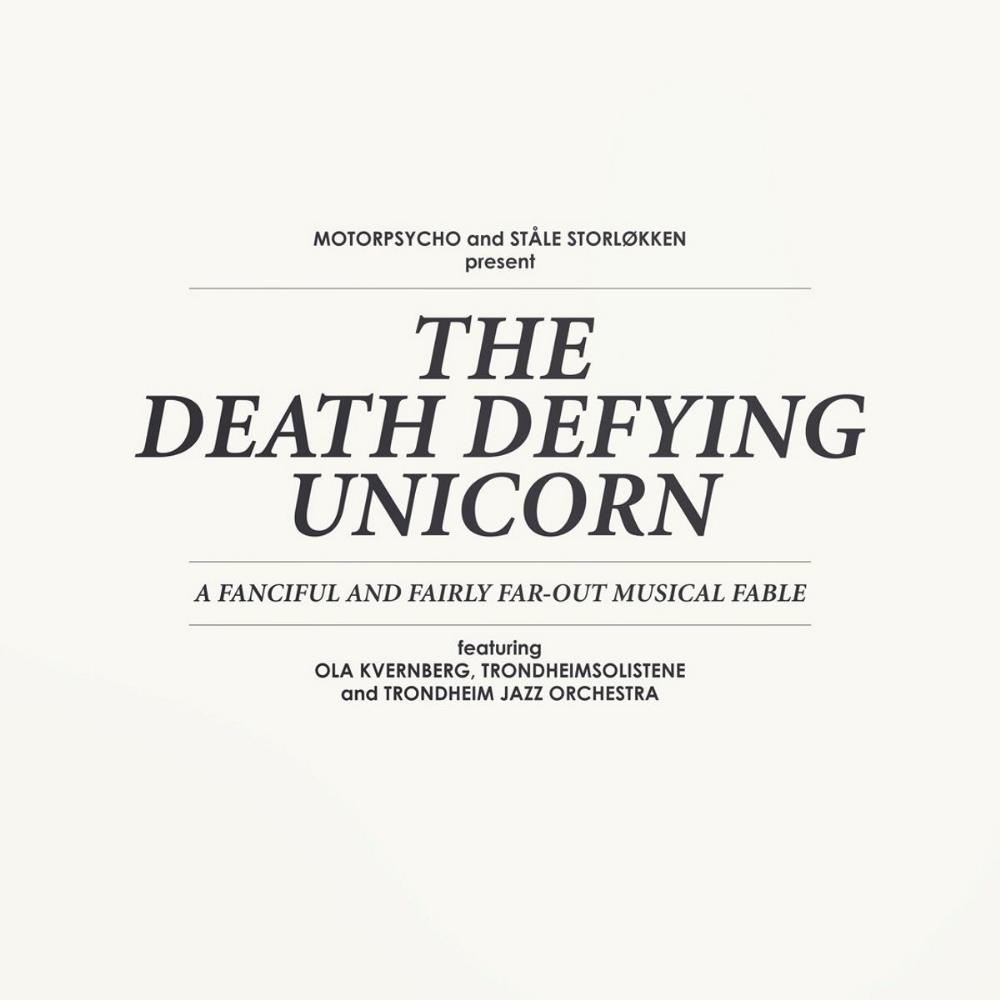 MOTORPSYCHO and STÅLE STORLØKKEN
present
THE
DEATH DEFYING
UNICORN
A FANCIFUL AND FAIRLY FAR-OUT MUSICAL FABLE
featuring
OLA KVERNBERG, TRONDHEIMSOLISTENE
and TRONDHEIM JAZZ ORCHESTRA